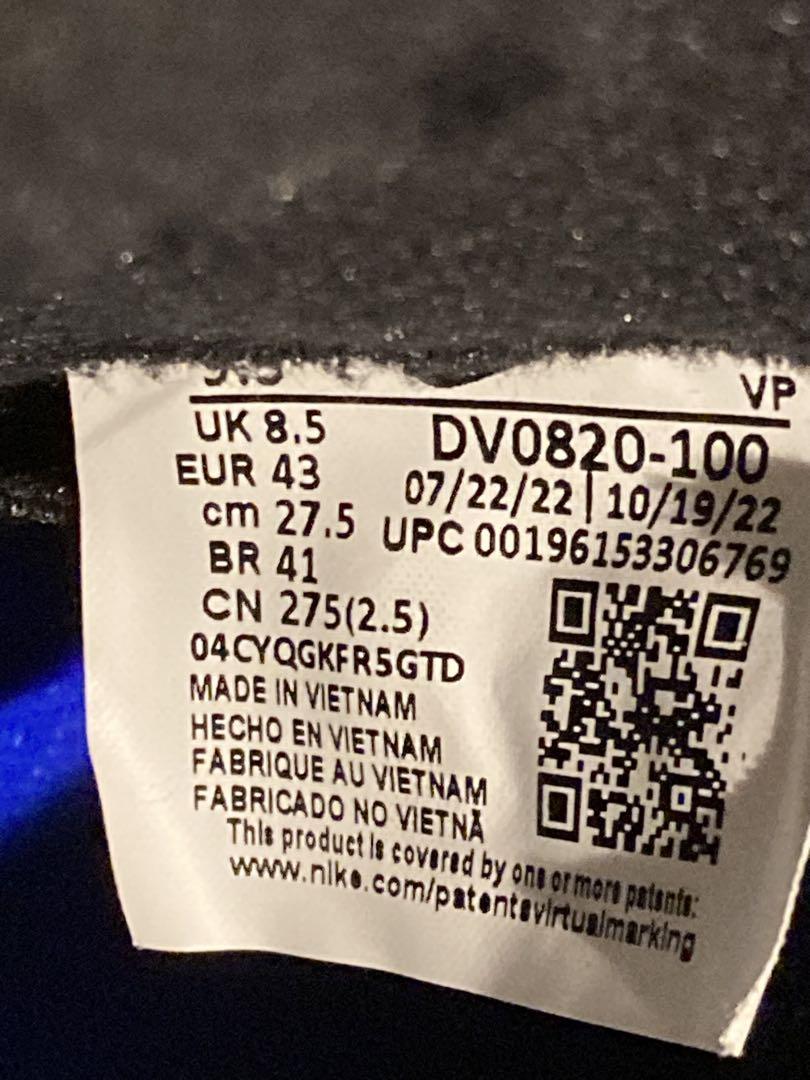 VP
UK 8.5
EUR 43
cm 27.5
BR 41
CN 275(2.5)
DV0820-100
07/22/22 | 10/19/22
UPC 00196153306769
04CYQGKFR5GTD
MADE IN VIETNAM
HECHO EN VIETNAM
FABRIQUE AU VIETNAM
FABRICADO NO VIETNÃ
This product is covered by one or more patents:
www.nike.com/patentsvirtualmarking